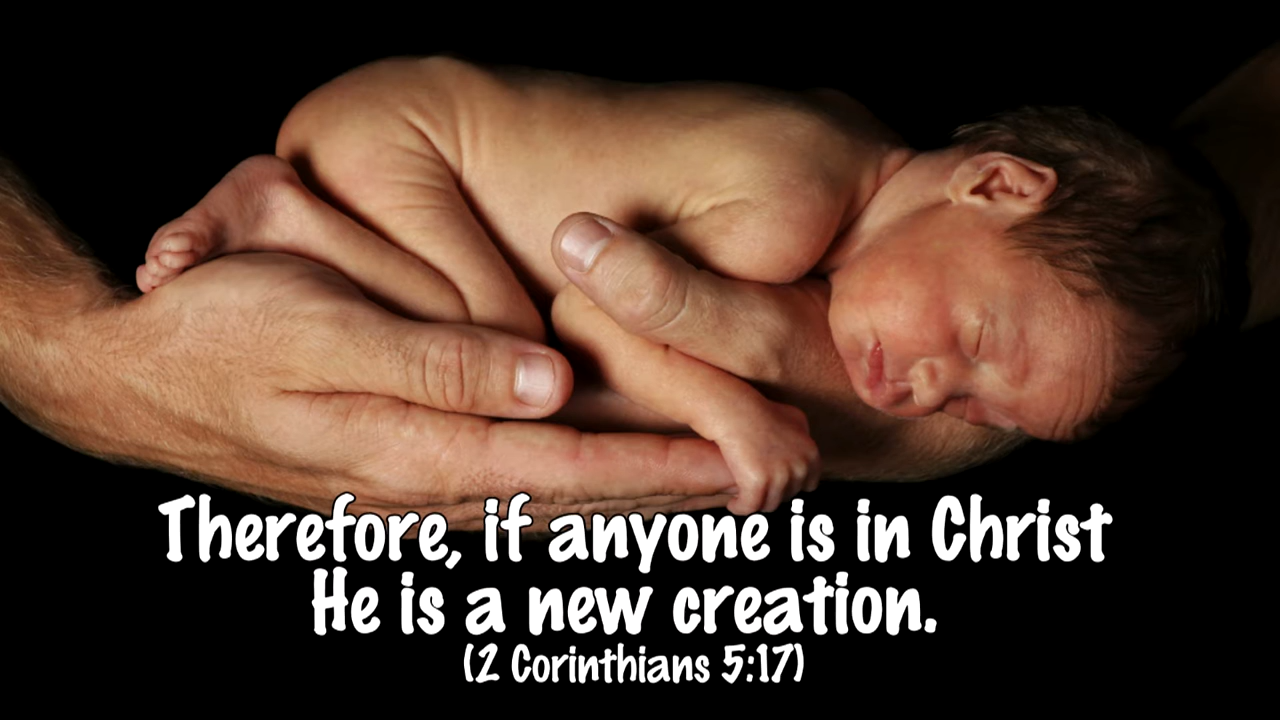 Therefore, if anyone is in Christ
He is a new creation.
(2 Corinthians 5:17)